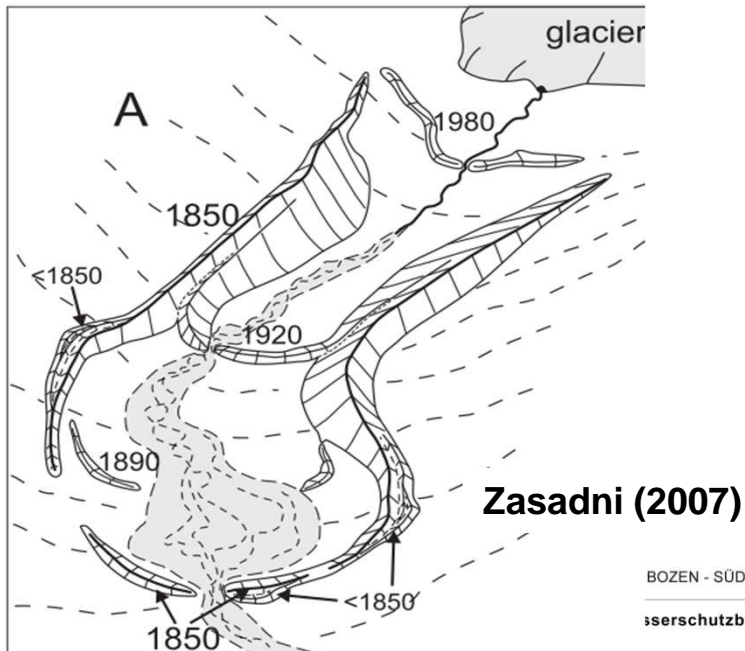 glacier
A
1980
1850
<1850
1920
1890
Zasadni (2007)
<1850
1850
BOZEN - SÜD
sserschutzb